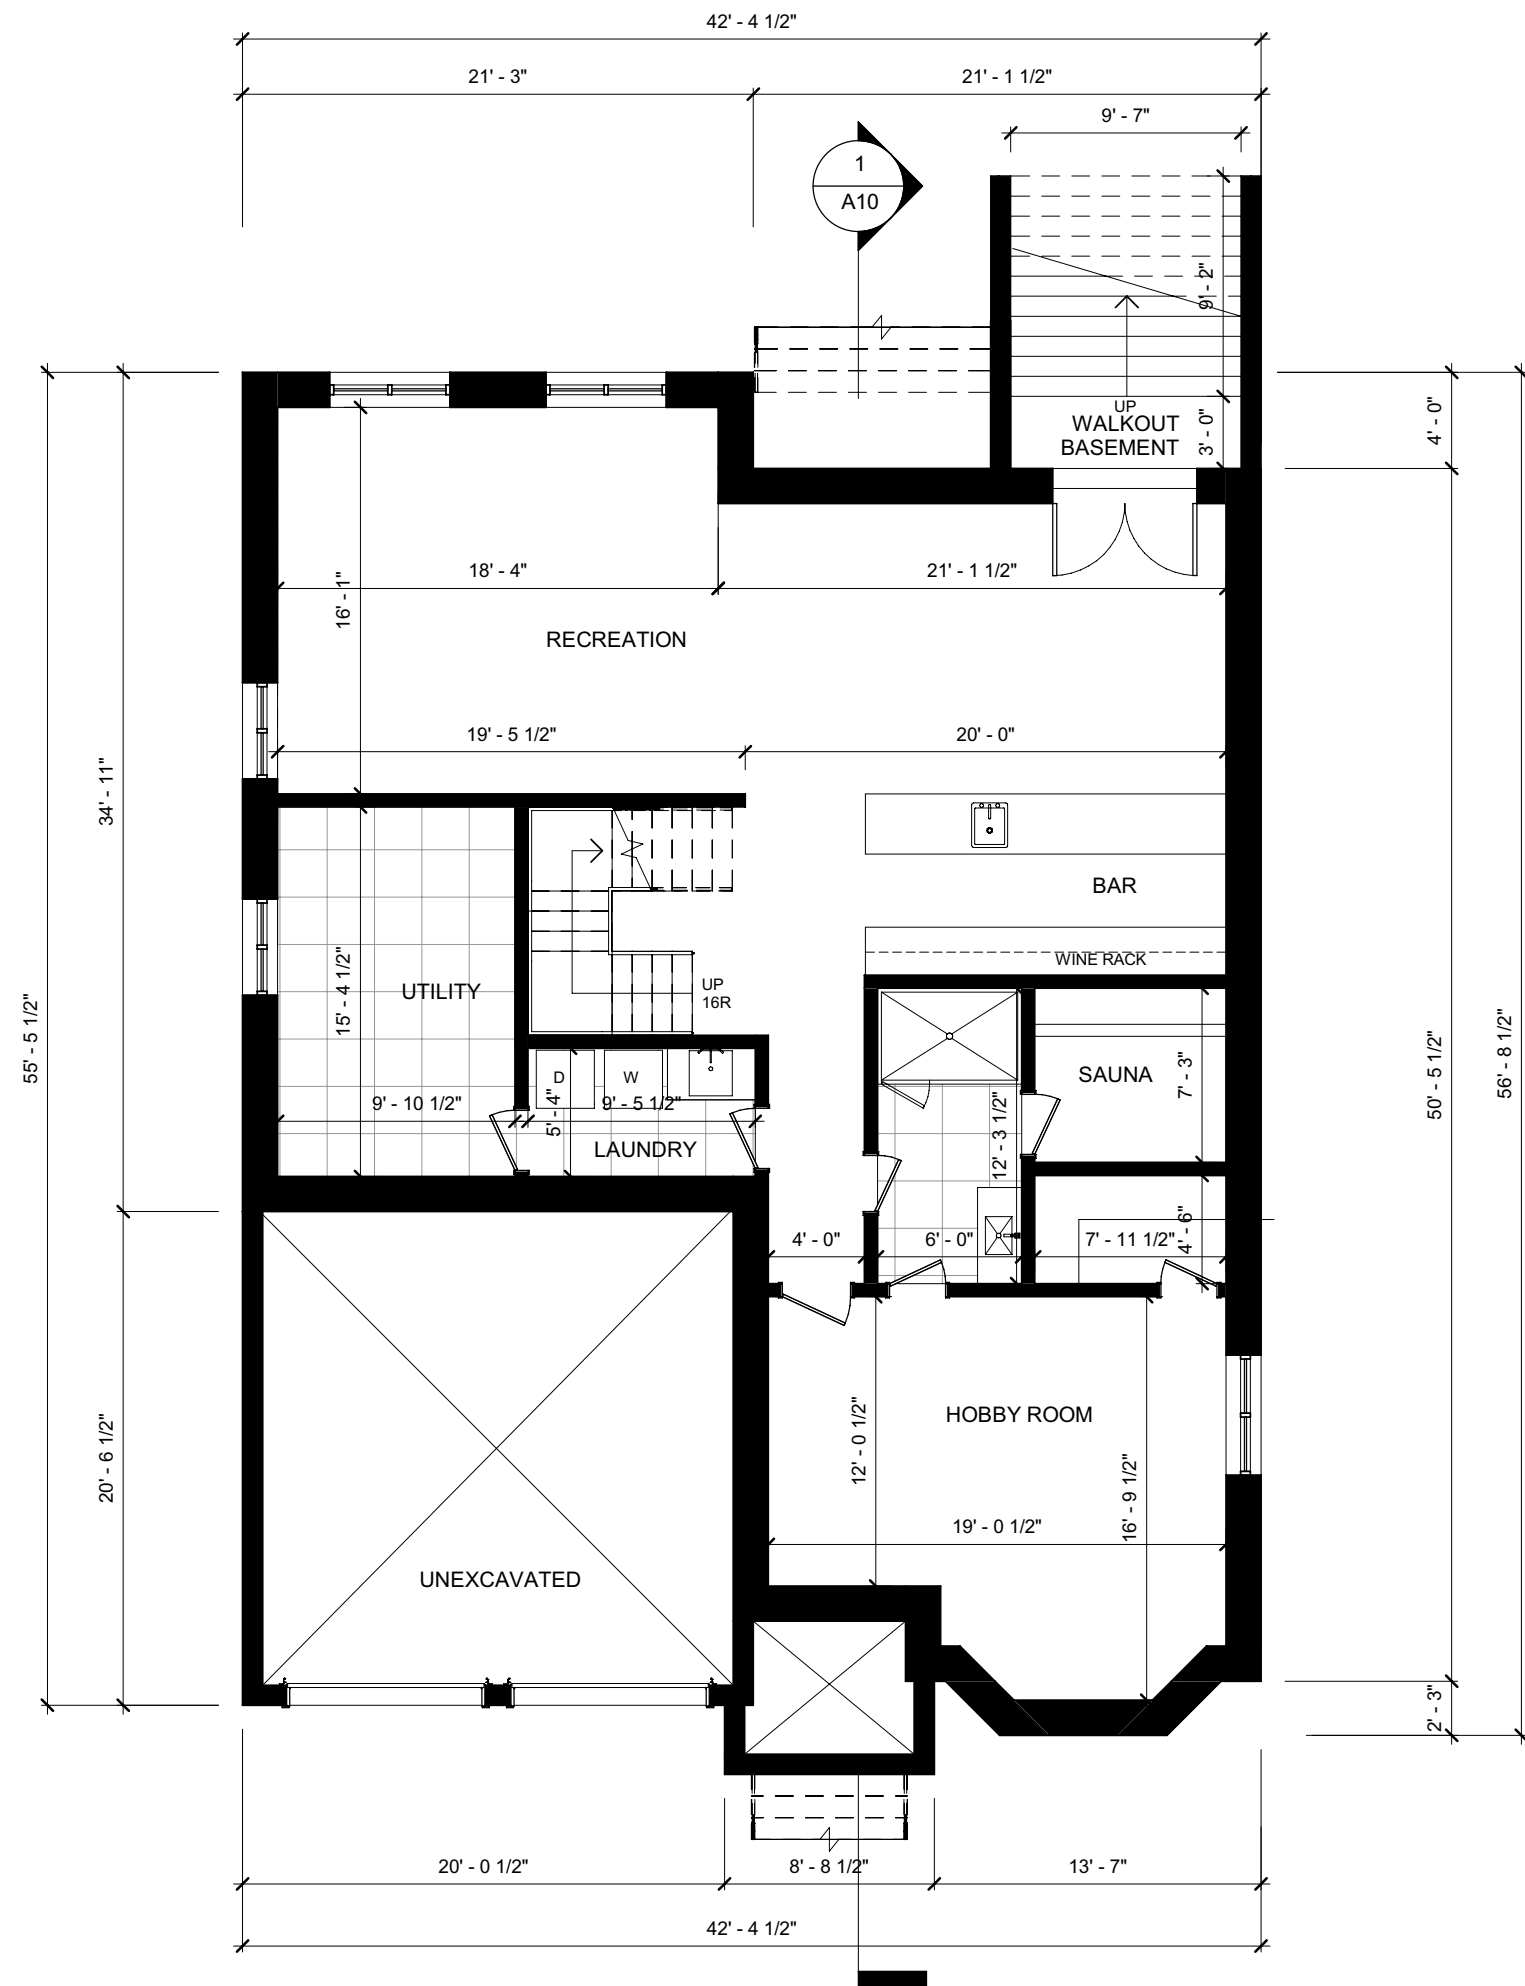 42' - 4 1/2"
21' - 3"
21' - 1 1/2"
9' - 7"
1
A10
9' - 2"
UP
WALKOUT
BASEMENT
3' - 0"
4' - 0"
18' - 4"
21' - 1 1/2"
16' - 1"
RECREATION
19' - 5 1/2"
20' - 0"
34' - 11"
BAR
WINE RACK
UTILITY
15' - 4 1/2"
UP
16R
55' - 5 1/2"
50' - 5 1/2"
56' - 8 1/2"
D
W
SAUNA
7' - 3"
9' - 10 1/2"
5' - 4"
9' - 5 1/2"
LAUNDRY
12' - 3 1/2"
4' - 0"
6' - 0"
7' - 11 1/2"
4' - 6"
HOBBY ROOM
12' - 0 1/2"
16' - 9 1/2"
20' - 6 1/2"
19' - 0 1/2"
UNEXCAVATED
2' - 3"
20' - 0 1/2"
8' - 8 1/2"
13' - 7"
42' - 4 1/2"